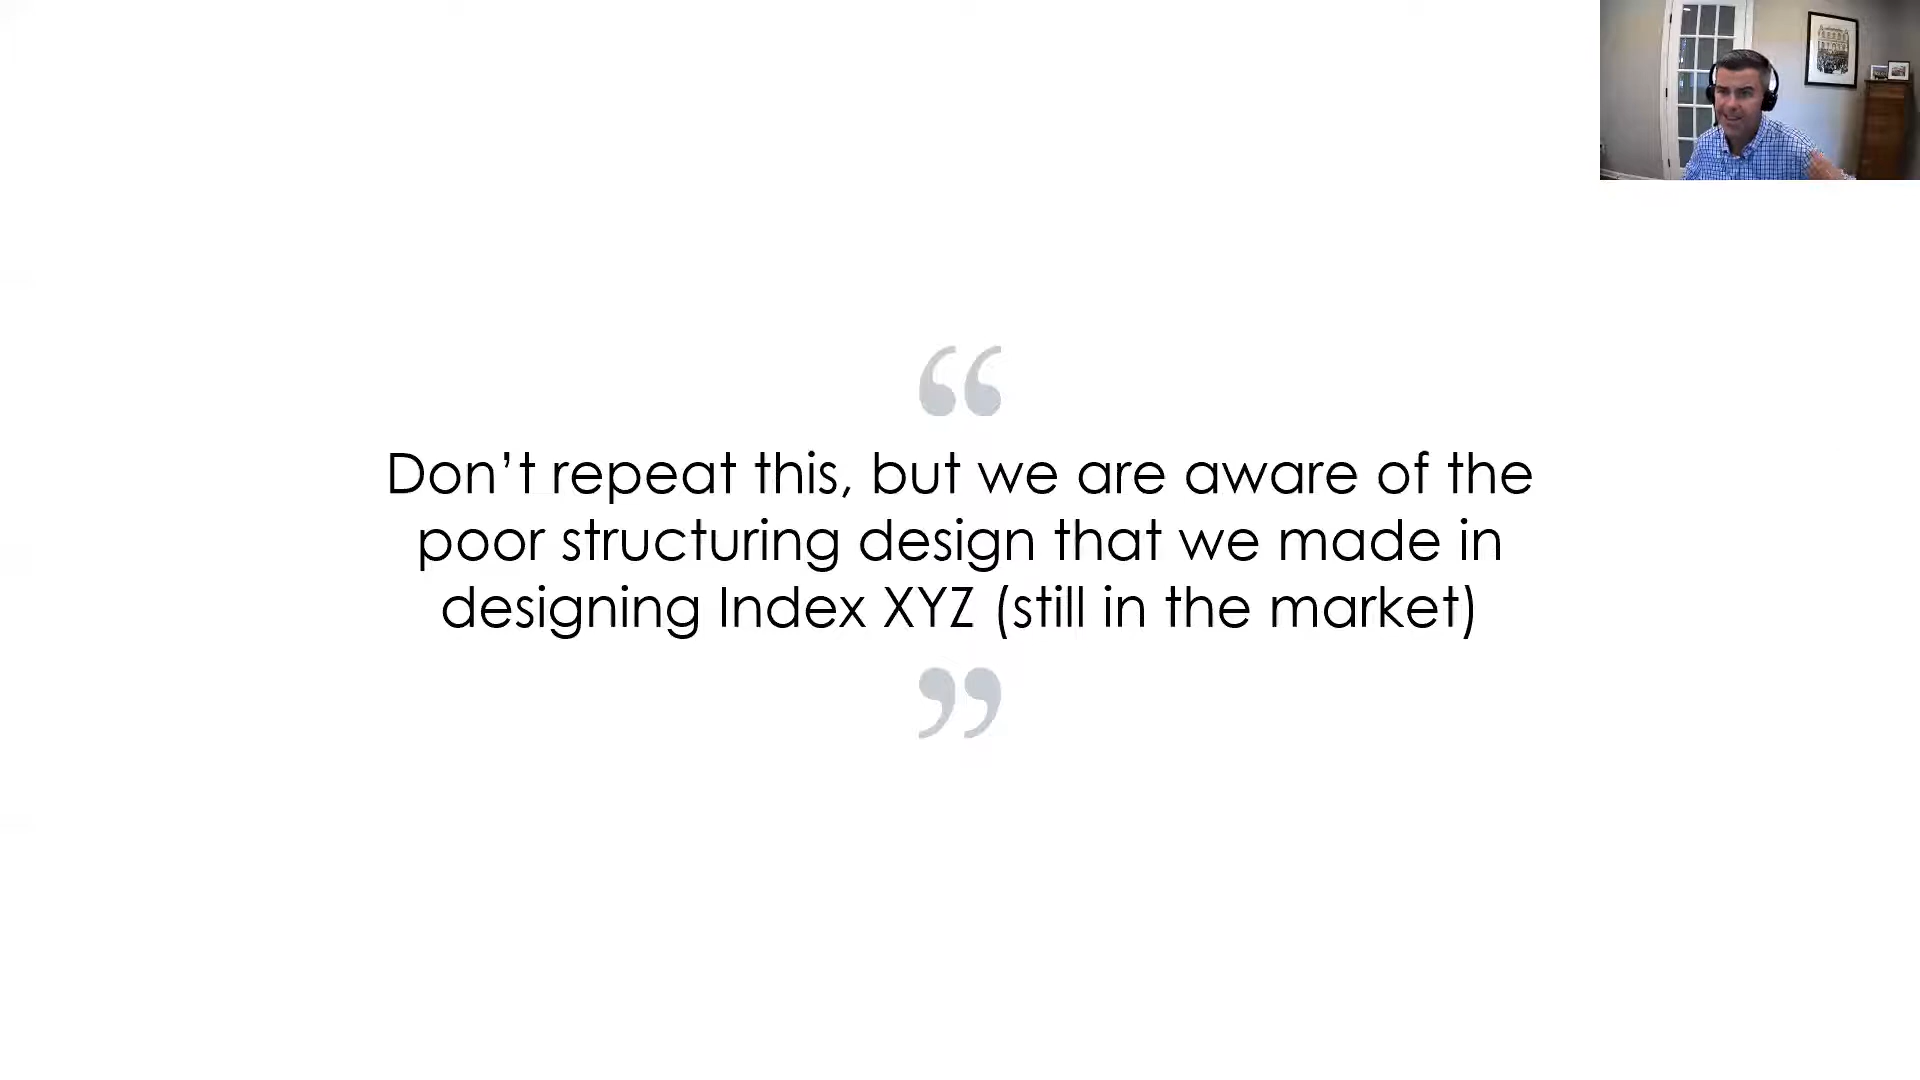 “
Don’t repeat this, but we are aware of the
poor structuring design that we made in
designing Index XYZ (still in the market)
”